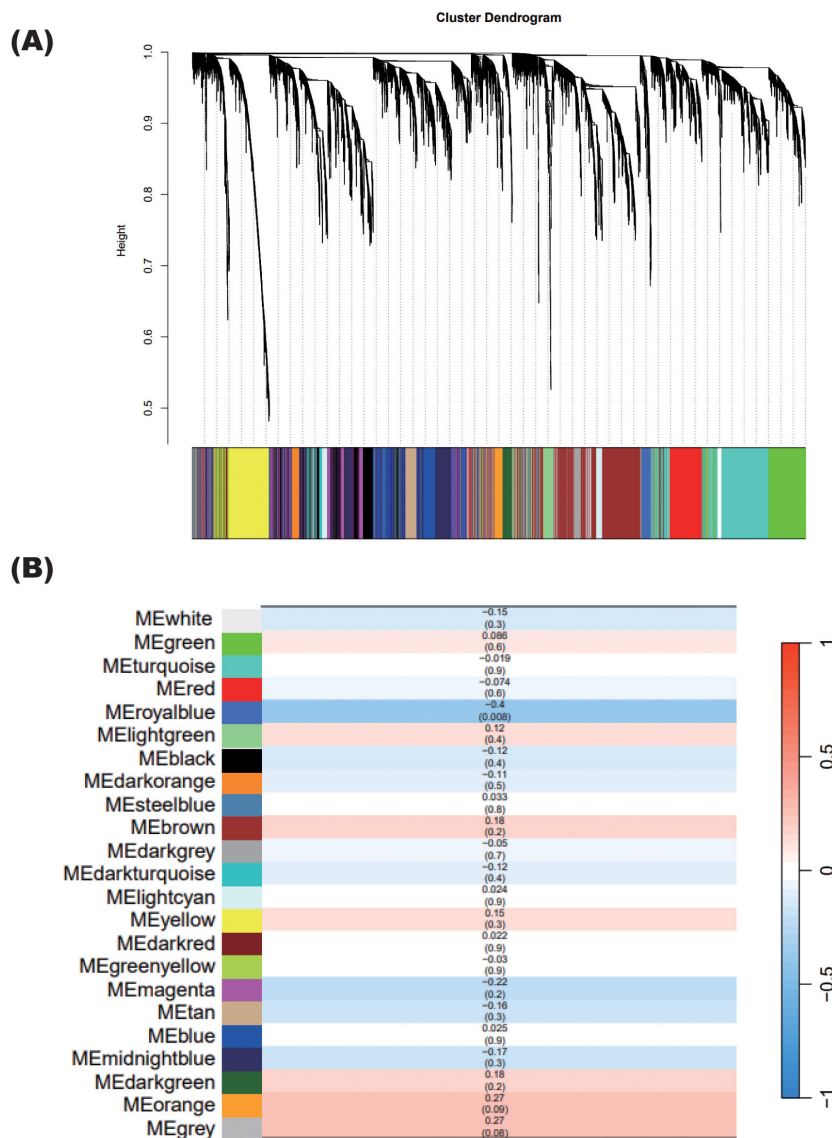 (A)
Cluster Dendrogram
1.0
0.9
0.8
0.7
0.6
0.5
Height
(B)
MEwhite
−0.15
(0.3)
MEgreen
0.086
(0.6)
MEturquoise
−0.019
(0.9)
MEred
−0.074
(0.6)
MEroyalblue
−0.4
(0.008)
MElightgreen
0.12
(0.4)
MEblack
−0.12
(0.4)
MEdarkorange
−0.11
(0.5)
MEsteelblue
0.033
(0.8)
MEbrown
0.18
(0.2)
MEdarkgrey
−0.05
(0.7)
MEdarkturquoise
−0.12
(0.4)
MElightcyan
0.024
(0.9)
MEyellow
0.15
(0.3)
MEdarkred
0.022
(0.9)
MEgreenyellow
−0.03
(0.9)
MEmagenta
−0.22
(0.2)
MEtan
−0.16
(0.3)
MEblue
0.025
(0.9)
MEmidnightblue
−0.17
(0.3)
MEdarkgreen
0.18
(0.2)
MEorange
0.27
(0.09)
MEgrey
0.27
(0.08)
1
0.5
0
−0.5
−1